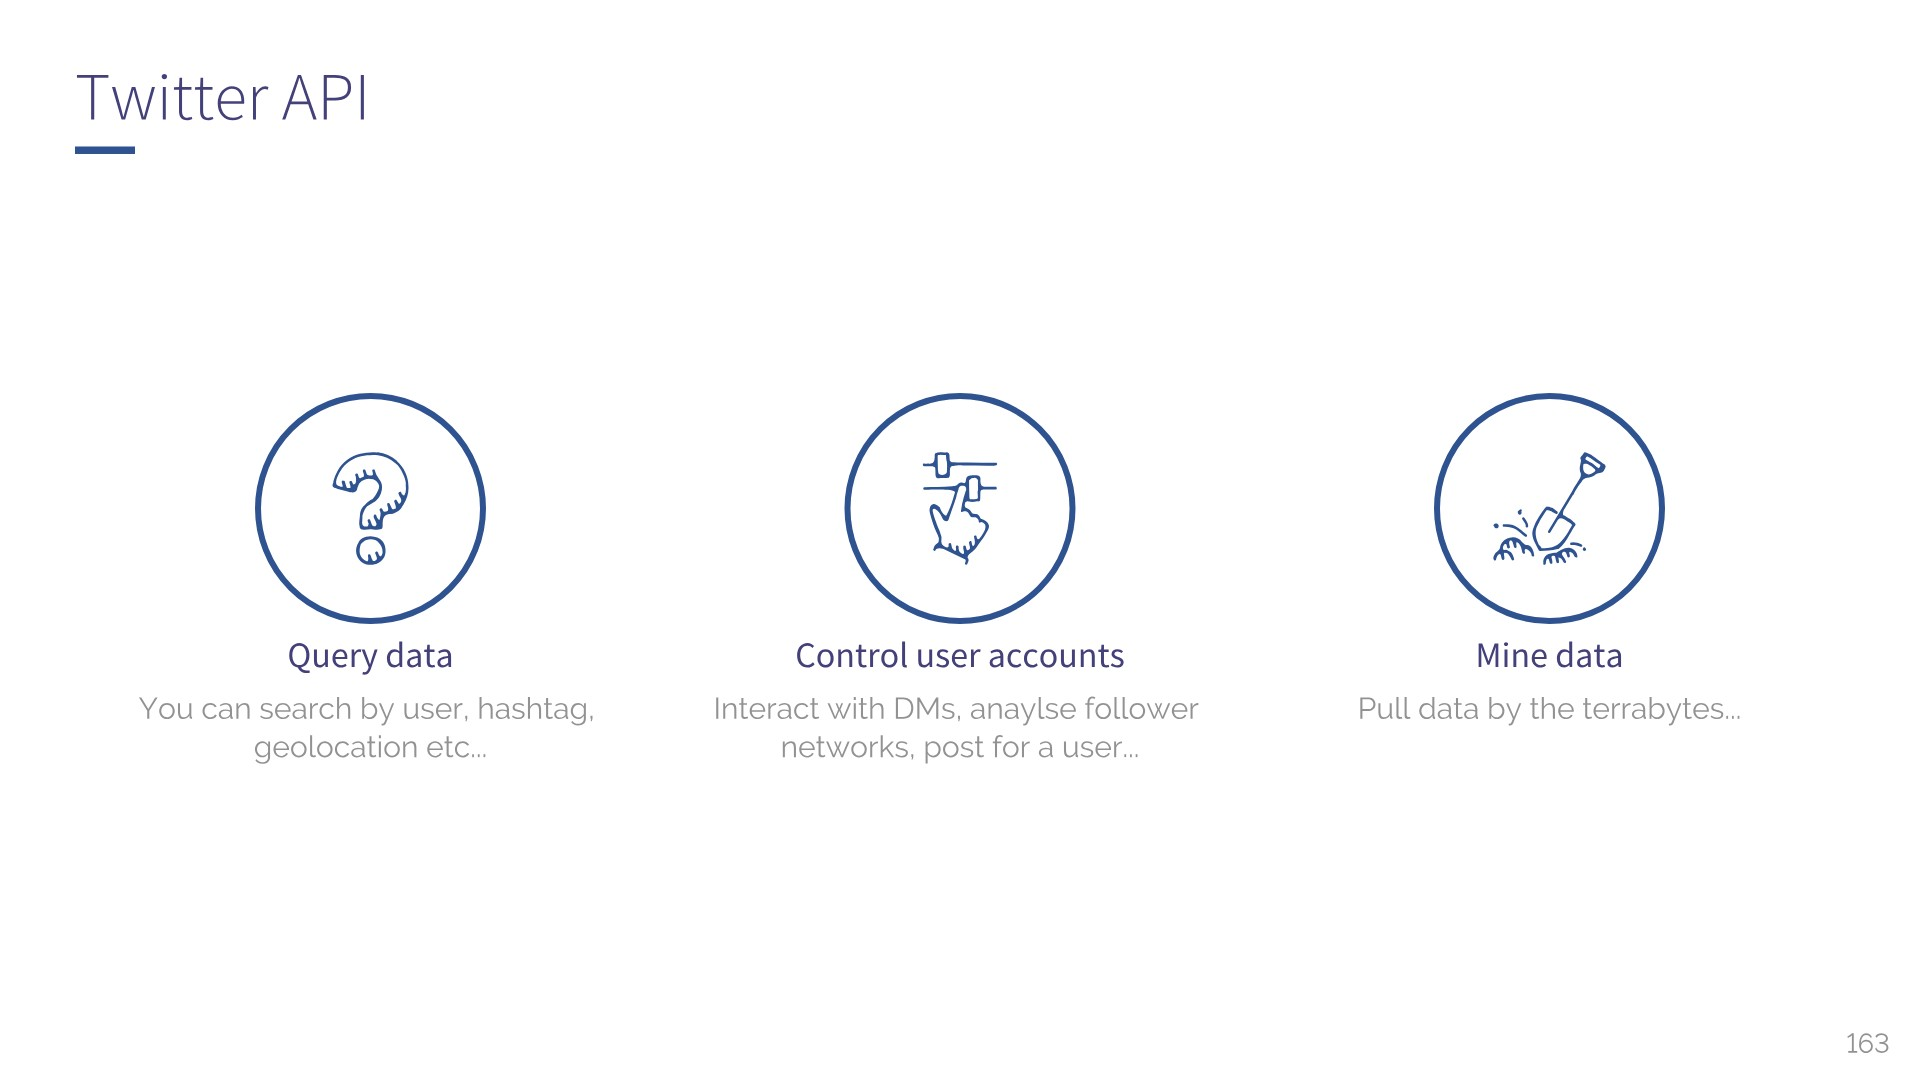 Twitter API
Query data
You can search by user, hashtag,
geolocation etc...
Control user accounts
Interact with DMs, anaylse follower
networks, post for a user...
Mine data
Pull data by the terrabytes...
163